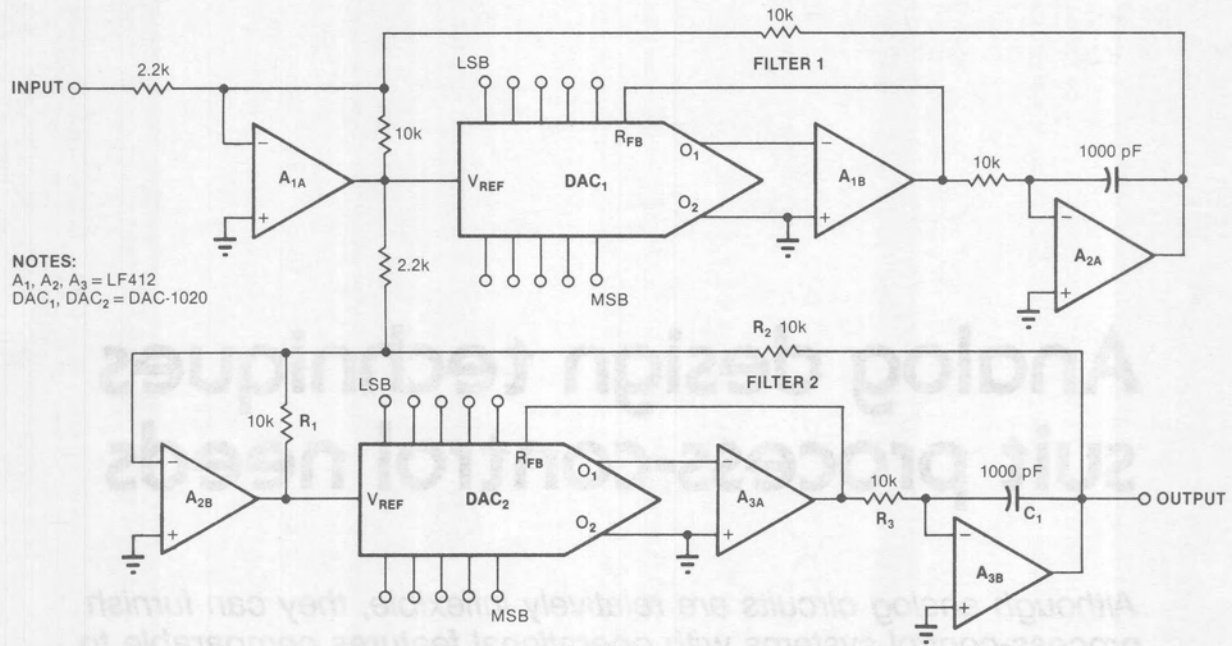 10k
FILTER 1
2.2k
INPUT
LSB
10k
RFB
O1
O2
VREF
DAC1
A1A
A1B
10k
1000 pF
A2A
MSB
NOTES:
A1, A2, A3 = LF412
DAC1, DAC2 = DAC-1020
2.2k
R2 10k
FILTER 2
LSB
10k
R1
RFB
O1
O2
VREF
DAC2
A2B
A3A
10k
R3
1000 pF
C1
OUTPUT
A3B
MSB
Analog design techniques
suit process-control needs
Although analog circuits are relatively inflexible, they can furnish
process-control systems with operational features comparable to